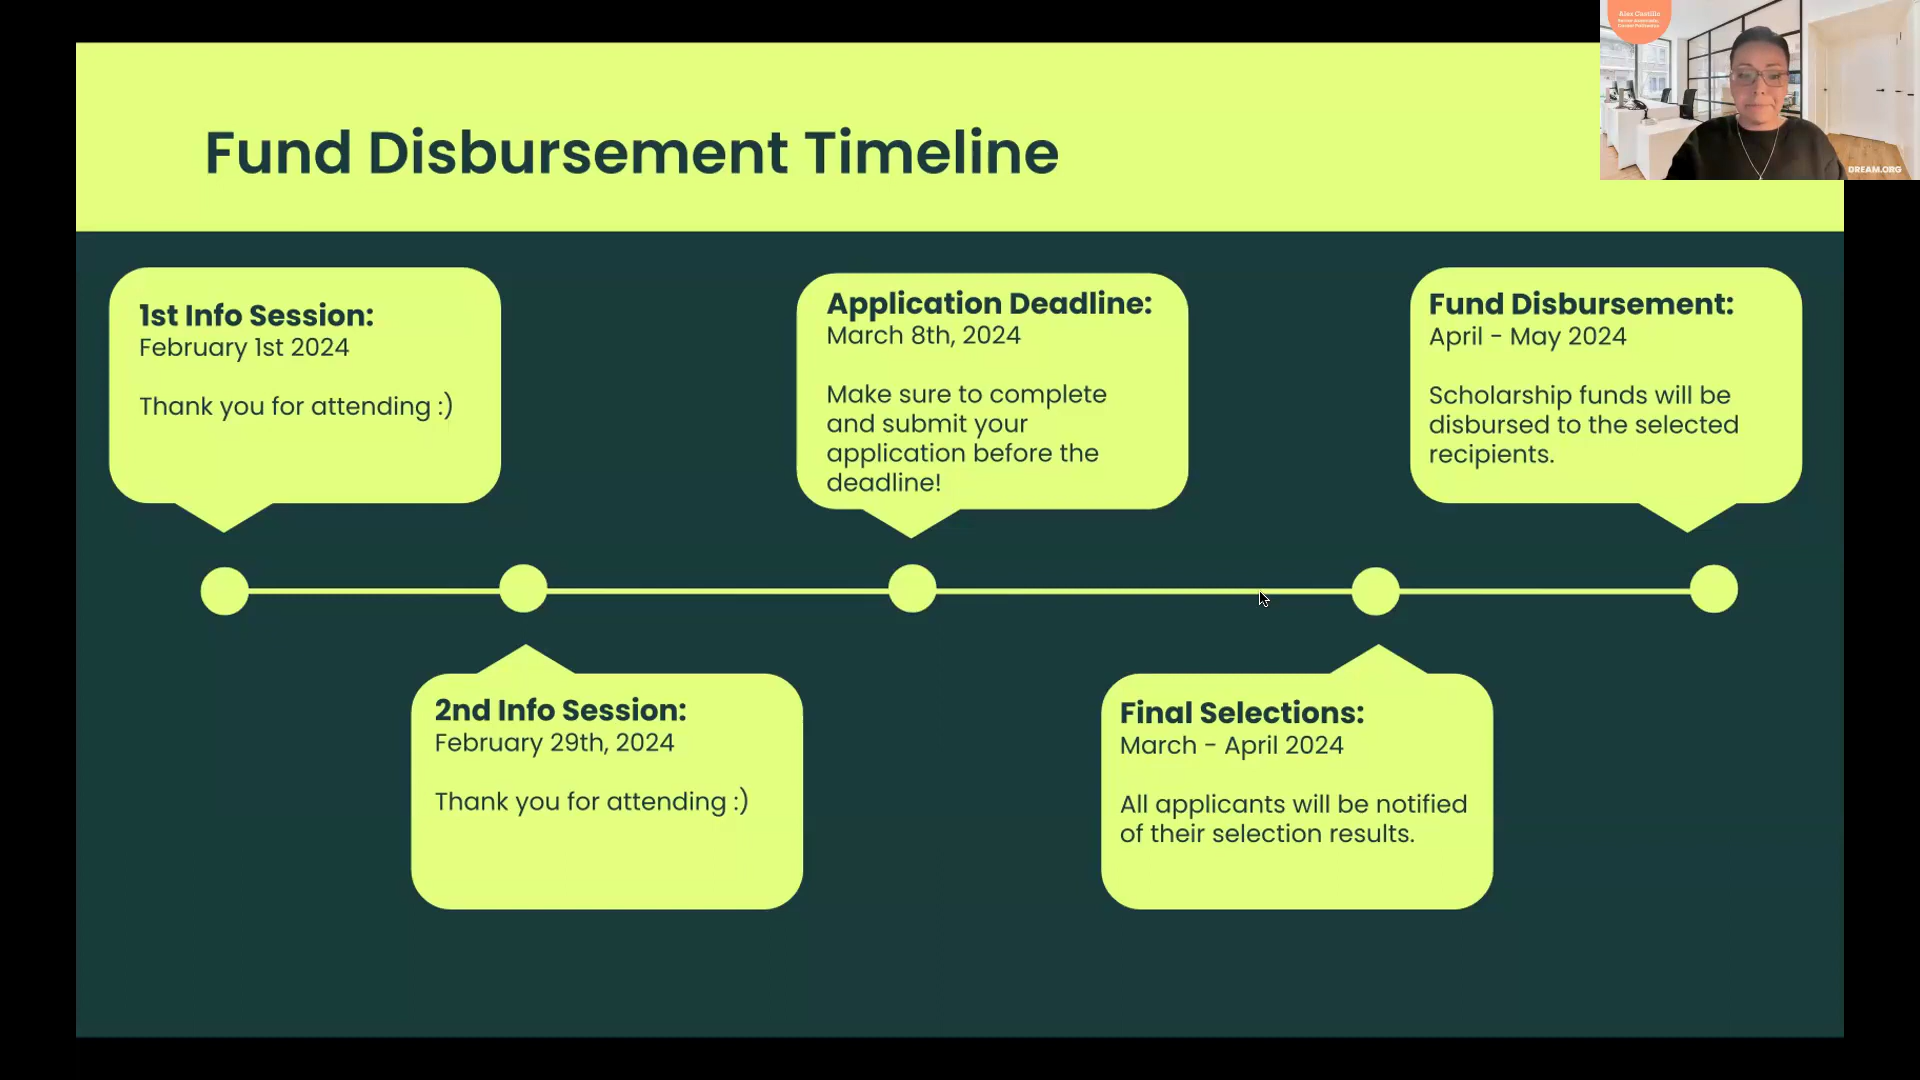 Alex Castillo
Fund Disbursement Timeline
DREAM.ORG
1st Info Session:
February 1st 2024
Thank you for attending :)
Application Deadline:
March 8th, 2024
Make sure to complete
and submit your
application before the
deadline!
Fund Disbursement:
April - May 2024
Scholarship funds will be
disbursed to the selected
recipients.
2nd Info Session:
February 29th, 2024
Thank you for attending :)
Final Selections:
March - April 2024
All applicants will be notified
of their selection results.